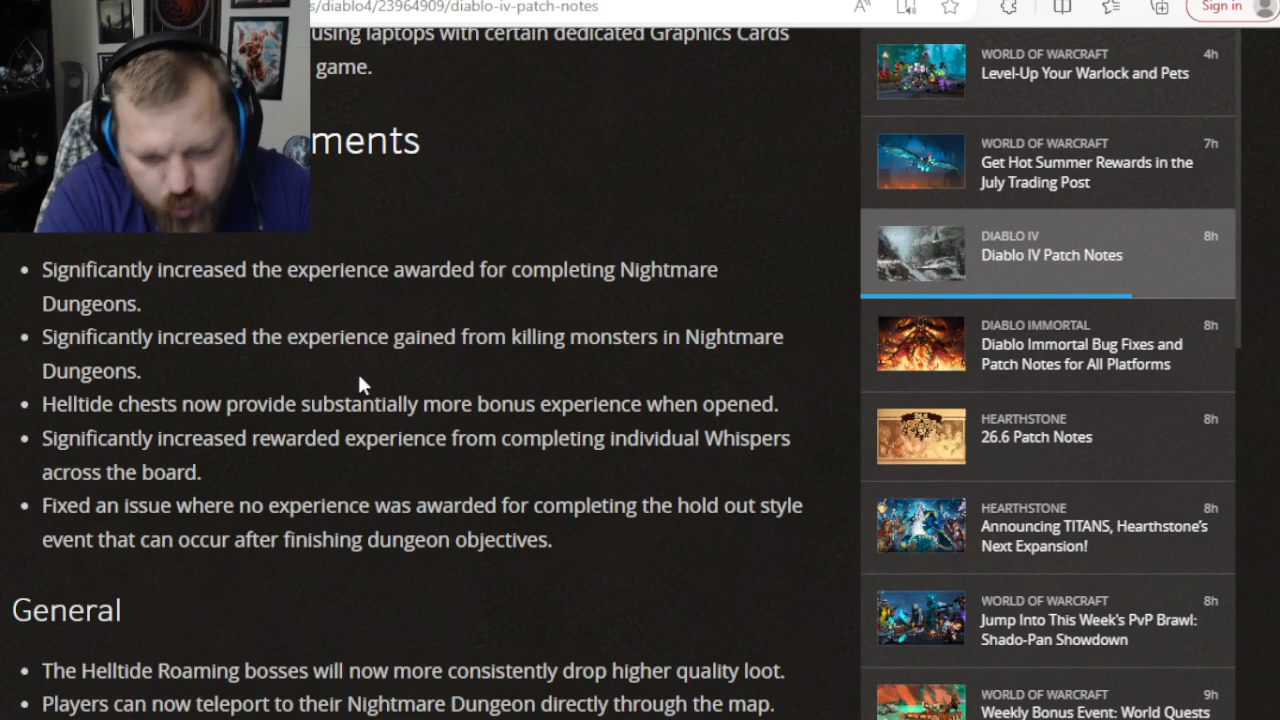 s/diablo4/23964909/diablo-iv-patch-notes
Sign in
using laptops with certain dedicated Graphics Cards
game.
ments
Significantly increased the experience awarded for completing Nightmare
Dungeons.
Significantly increased the experience gained from killing monsters in Nightmare
Dungeons.
Helltide chests now provide substantially more bonus experience when opened.
Significantly increased rewarded experience from completing individual Whispers
across the board.
Fixed an issue where no experience was awarded for completing the hold out style
event that can occur after finishing dungeon objectives.
General
The Helltide Roaming bosses will now more consistently drop higher quality loot.
Players can now teleport to their Nightmare Dungeon directly through the map.
WORLD OF WARCRAFT 4h
Level-Up Your Warlock and Pets
WORLD OF WARCRAFT 7h
Get Hot Summer Rewards in the
July Trading Post
DIABLO IV 8h
Diablo IV Patch Notes
DIABLO IMMORTAL 8h
Diablo Immortal Bug Fixes and
Patch Notes for All Platforms
HEARTHSTONE 8h
26.6 Patch Notes
HEARTHSTONE 8h
Announcing TITANS, Hearthstone's
Next Expansion!
WORLD OF WARCRAFT 8h
Jump Into This Week's PvP Brawl:
Shado-Pan Showdown
WORLD OF WARCRAFT 9h
Weekly Bonus Event: World Quests